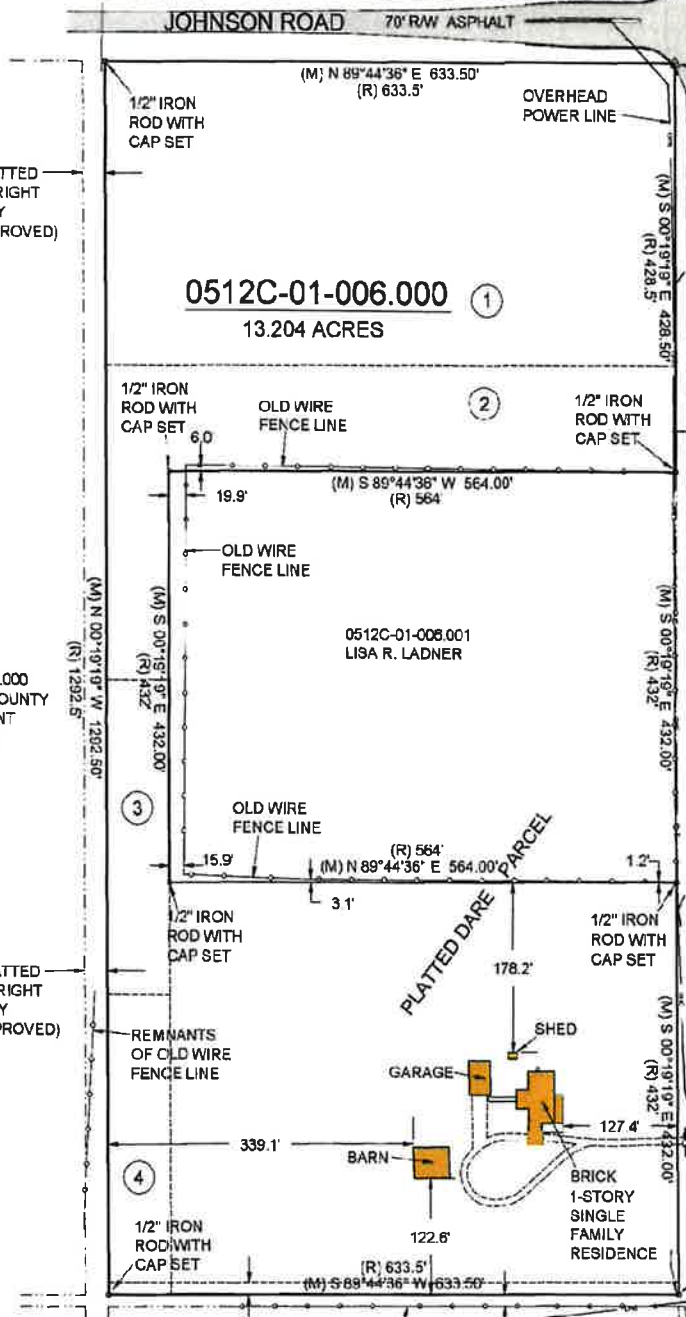 JOHNSON ROAD 70' R/W ASPHALT
(M) N 89°44'36" E 633.50'
(R) 633.5'
1/2" IRON
ROD WITH
CAP SET
OVERHEAD
POWER LINE
TTED
RIGHT
Y
ROVED)
(M) S 00°19'19" E 428.50'
(R) 428.5'
0512C-01-006.000
1
13.204 ACRES
1/2" IRON
ROD WITH
CAP SET
OLD WIRE
FENCE LINE
2
1/2" IRON
ROD WITH
CAP SET
6.0'
(M) S 89°44'36" W 564.00'
(R) 564'
19.9'
OLD WIRE
FENCE LINE
(M) N 00°19'19" W 1292.50'
(R) 1292.5'
(M) S 00°19'19" E 432.00'
(R) 432'
0512C-01-006.001
LISA R. LADNER
(M) S 00°19'19" E 432.00'
(R) 432'
.000
OUNTY
NT
3
OLD WIRE
FENCE LINE
15.9'
(R) 564'
(M) N 89°44'36" E 564.00'
3.1'
1.2'
PLATTED DARE PARCEL
1/2" IRON
ROD WITH
CAP SET
1/2" IRON
ROD WITH
CAP SET
178.2'
ATTED
RIGHT
Y
PROVED)
REMNANTS
OF OLD WIRE
FENCE LINE
SHED
GARAGE
(M) S 00°19'19" E 432.00'
(R) 432'
127.4'
339.1'
BARN
4
BRICK
1-STORY
SINGLE
FAMILY
RESIDENCE
122.6'
1/2" IRON
ROD WITH
CAP SET
(R) 633.5'
(M) S 89°44'36" W 633.50'